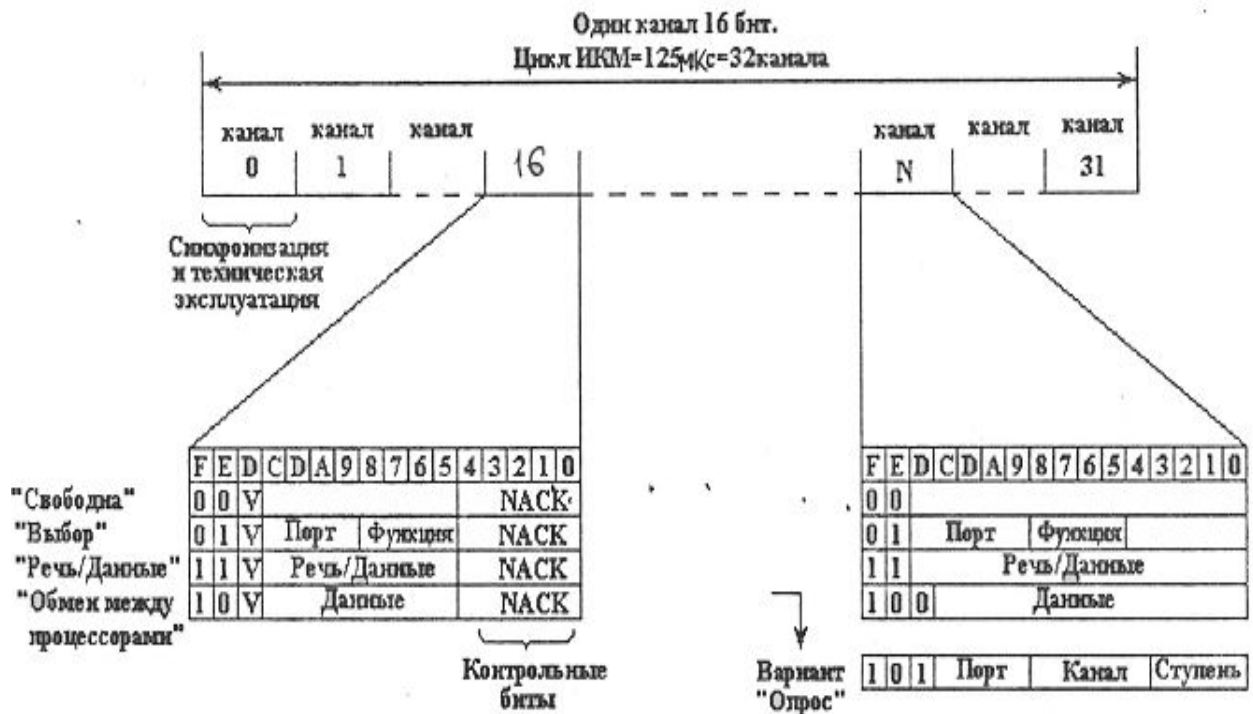 Один канал 16 бит.
Цикл ИКМ=125мкс=32канала
канал канал канал канал канал канал
0 1 16 N 31
Синхронизация
и техническая
эксплуатация
F E D C D A 9 8 7 6 5 4 3 2 1 0 F E D C D A 9 8 7 6 5 4 3 2 1 0
"Свободна" 0 0 V NACK 0 0
"Выбор" 0 1 V Порт Функция NACK 0 1 Порт Функция
"Речь/Данные" 1 1 V Речь/Данные NACK 1 1 Речь/Данные
"Обмен между 1 0 V Данные NACK 1 0 0 Данные
процессорами"
Контрольные
биты
Вариант
"Опрос"
1 0 1 Порт Канал Ступень